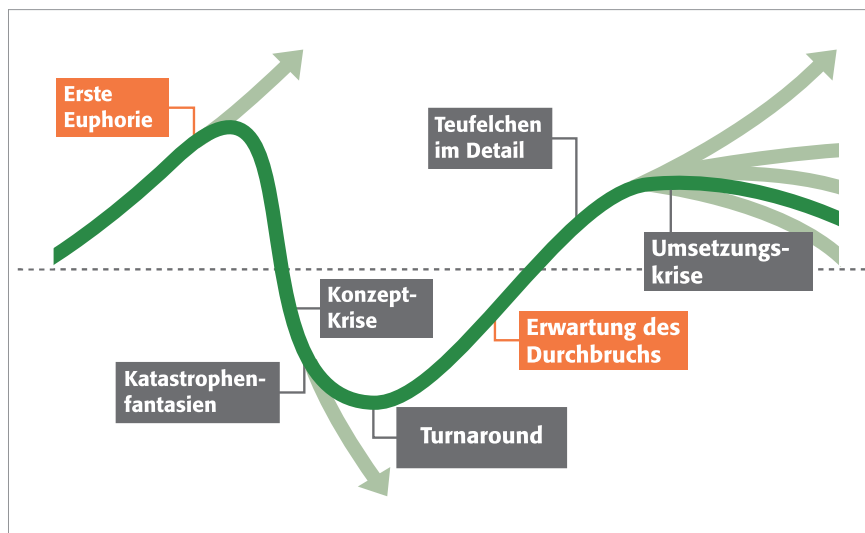 Erste
Euphorie
Teufelchen
im Detail
Umsetzungs-
krise
Konzept-
Krise
Erwartung des
Durchbruchs
Katastrophen-
fantasien
Turnaround